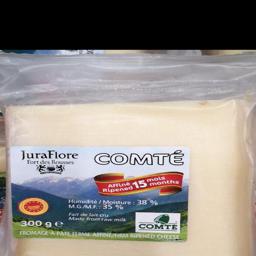 JuraFlore
Fort des Rousses
COMTÉ
Affiné 15 mois
Ripened 15 months
Humidité / Moisture : 38 %
M.G./M.F.: 35 %
Fait de lait cru
Made from raw milk
300 g e
COMTÉ
FROMAGE À PÂTE FERME AFFINÉ/FIRM RIPENED CHEESE